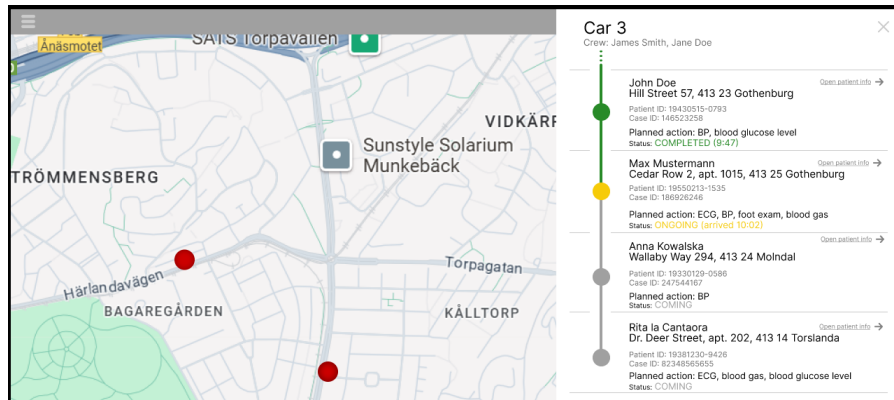 Ånäsmotet
SATS Torpavallen
VIDKÄRR
Sunstyle Solarium
Munkebäck
TRÖMMENSBERG
Torpagatan
Härlandavägen
BAGAREGÅRDEN
KÅLLTORP
Car 3
Crew: James Smith, Jane Doe
John Doe
Open patient info
Hill Street 57, 413 23 Gothenburg
Patient ID: 19430515-0793
Case ID: 146523258
Planned action: BP, blood glucose level
Status: COMPLETED (9:47)
Max Mustermann
Open patient info
Cedar Row 2, apt. 1015, 413 25 Gothenburg
Patient ID: 19550213-1535
Case ID: 186926246
Planned action: ECG, BP, foot exam, blood gas
Status: ONGOING (arrived 10:02)
Anna Kowalska
Open patient info
Wallaby Way 294, 413 24 Molndal
Patient ID: 19330129-0586
Case ID: 247544167
Planned action: BP
Status: COMING
Rita la Cantaora
Open patient info
Dr. Deer Street, apt. 202, 413 14 Torslanda
Patient ID: 19381230-9426
Case ID: 82348565655
Planned action: ECG, blood gas, blood glucose level
Status: COMING